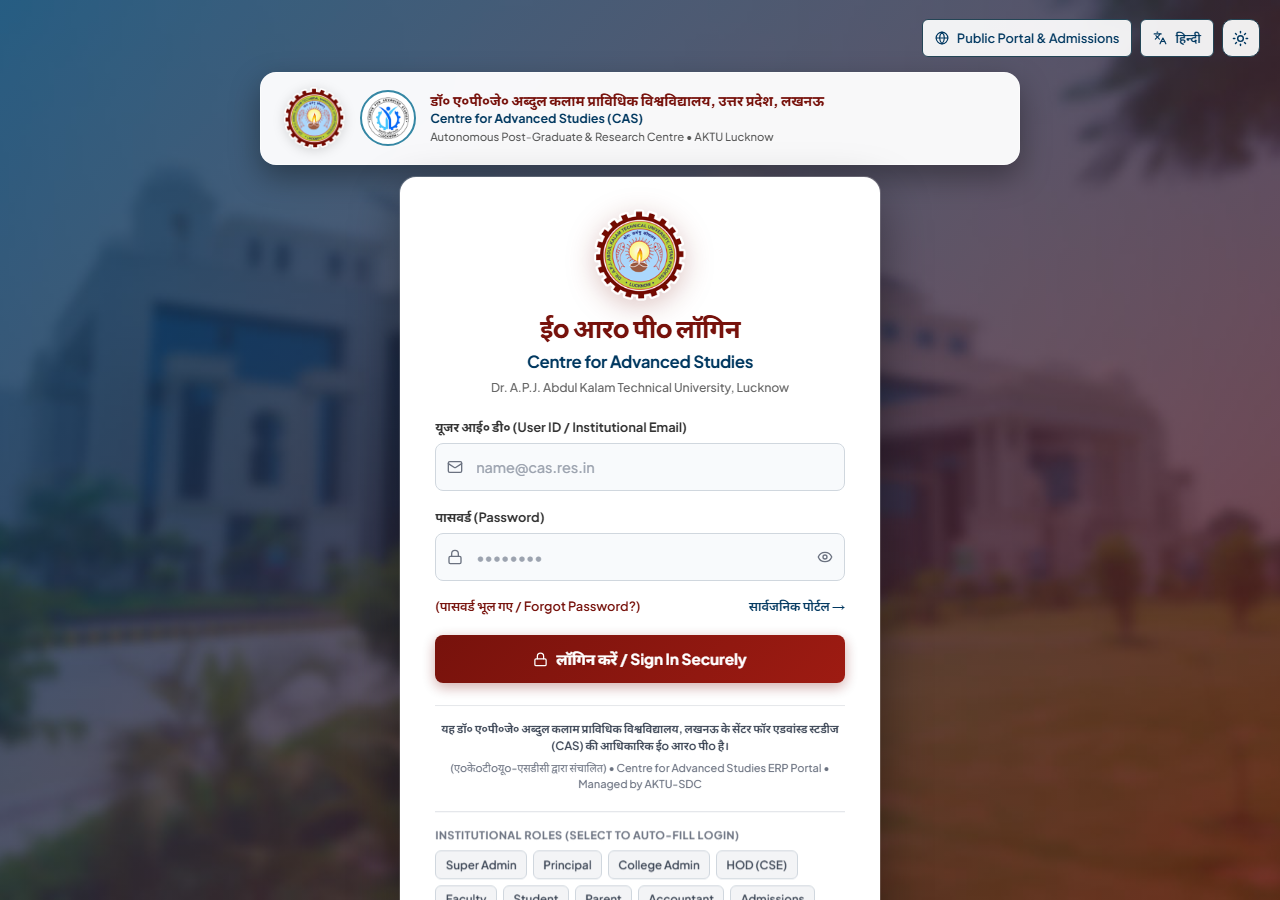 Public Portal & Admissions
हिन्दी
डॉ० ए०पी०जे० अब्दुल कलाम प्राविधिक विश्वविद्यालय, उत्तर प्रदेश, लखनऊ
Centre for Advanced Studies (CAS)
Autonomous Post-Graduate & Research Centre • AKTU Lucknow
ई० आर० पी० लॉगिन
Centre for Advanced Studies
Dr. A.P.J. Abdul Kalam Technical University, Lucknow
यूजर आई० डी० (User ID / Institutional Email)
name@cas.res.in
पासवर्ड (Password)
••••••••
(पासवर्ड भूल गए / Forgot Password?)
सार्वजनिक पोर्टल →
लॉगिन करें / Sign In Securely
यह डॉ० ए०पी०जे० अब्दुल कलाम प्राविधिक विश्वविद्यालय, लखनऊ के सेंटर फॉर एडवांस्ड स्टडीज
(CAS) की आधिकारिक ई० आर० पी० है।
(ए०के०टी०यू०-एसडीसी द्वारा संचालित) • Centre for Advanced Studies ERP Portal •
Managed by AKTU-SDC
INSTITUTIONAL ROLES (SELECT TO AUTO-FILL LOGIN)
Super Admin
Principal
College Admin
HOD (CSE)
Faculty
Student
Parent
Accountant
Admissions